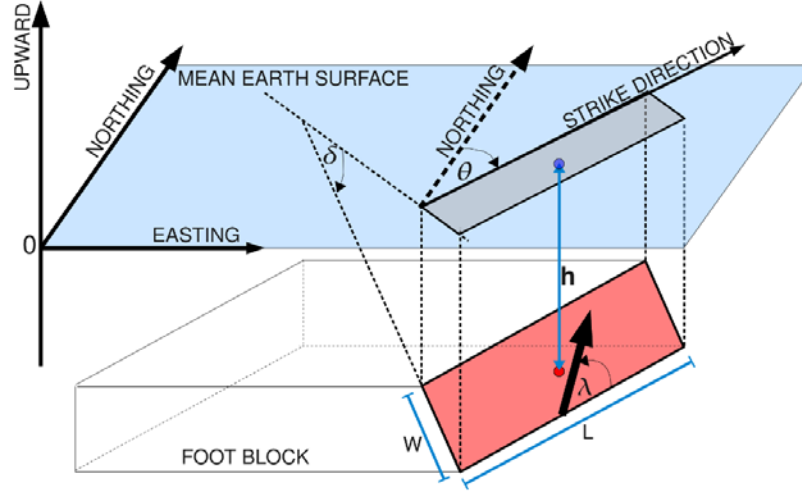 UPWARD
NORTHING
MEAN EARTH SURFACE
NORTHING
STRIKE DIRECTION
δ
θ
0
EASTING
h
λ
W
L
FOOT BLOCK